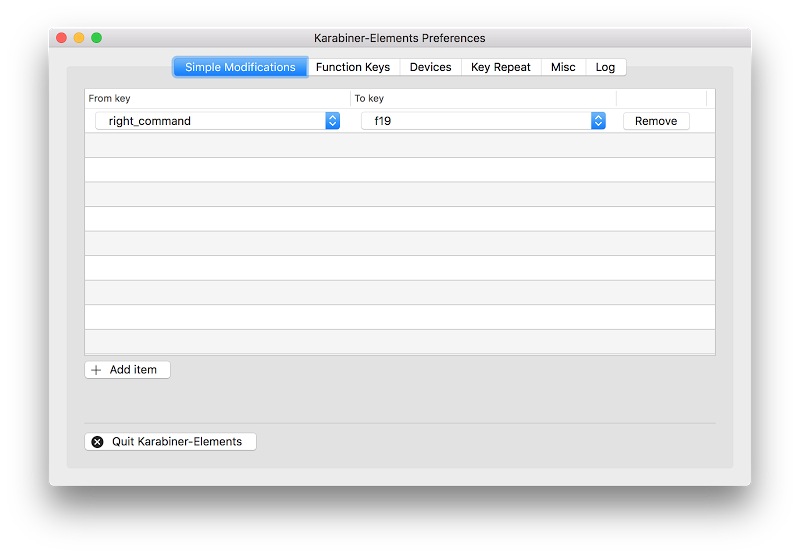 Karabiner-Elements Preferences
Simple Modifications Function Keys Devices Key Repeat Misc Log
From key To key
right_command f19 Remove
Add item
Quit Karabiner-Elements